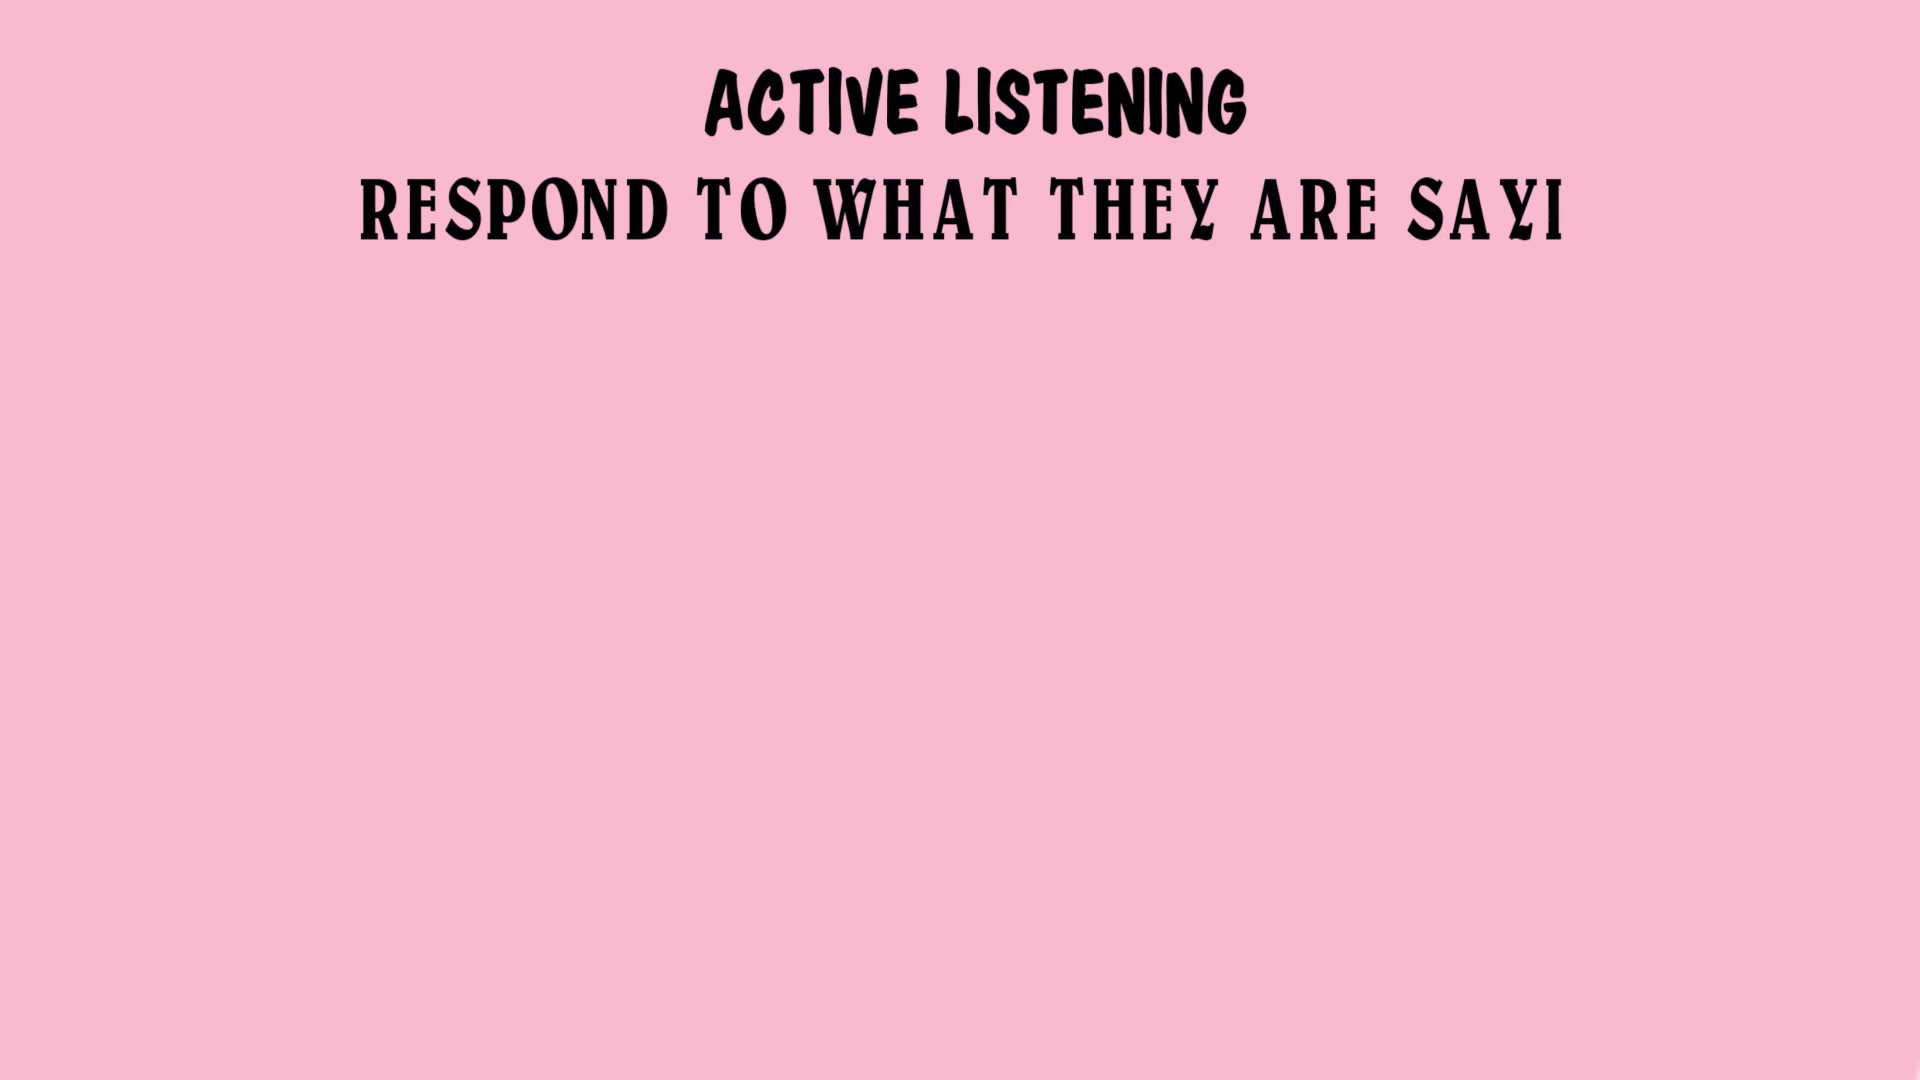 ACTIVE LISTENING
RESPOND TO WHAT THEY ARE SAYI